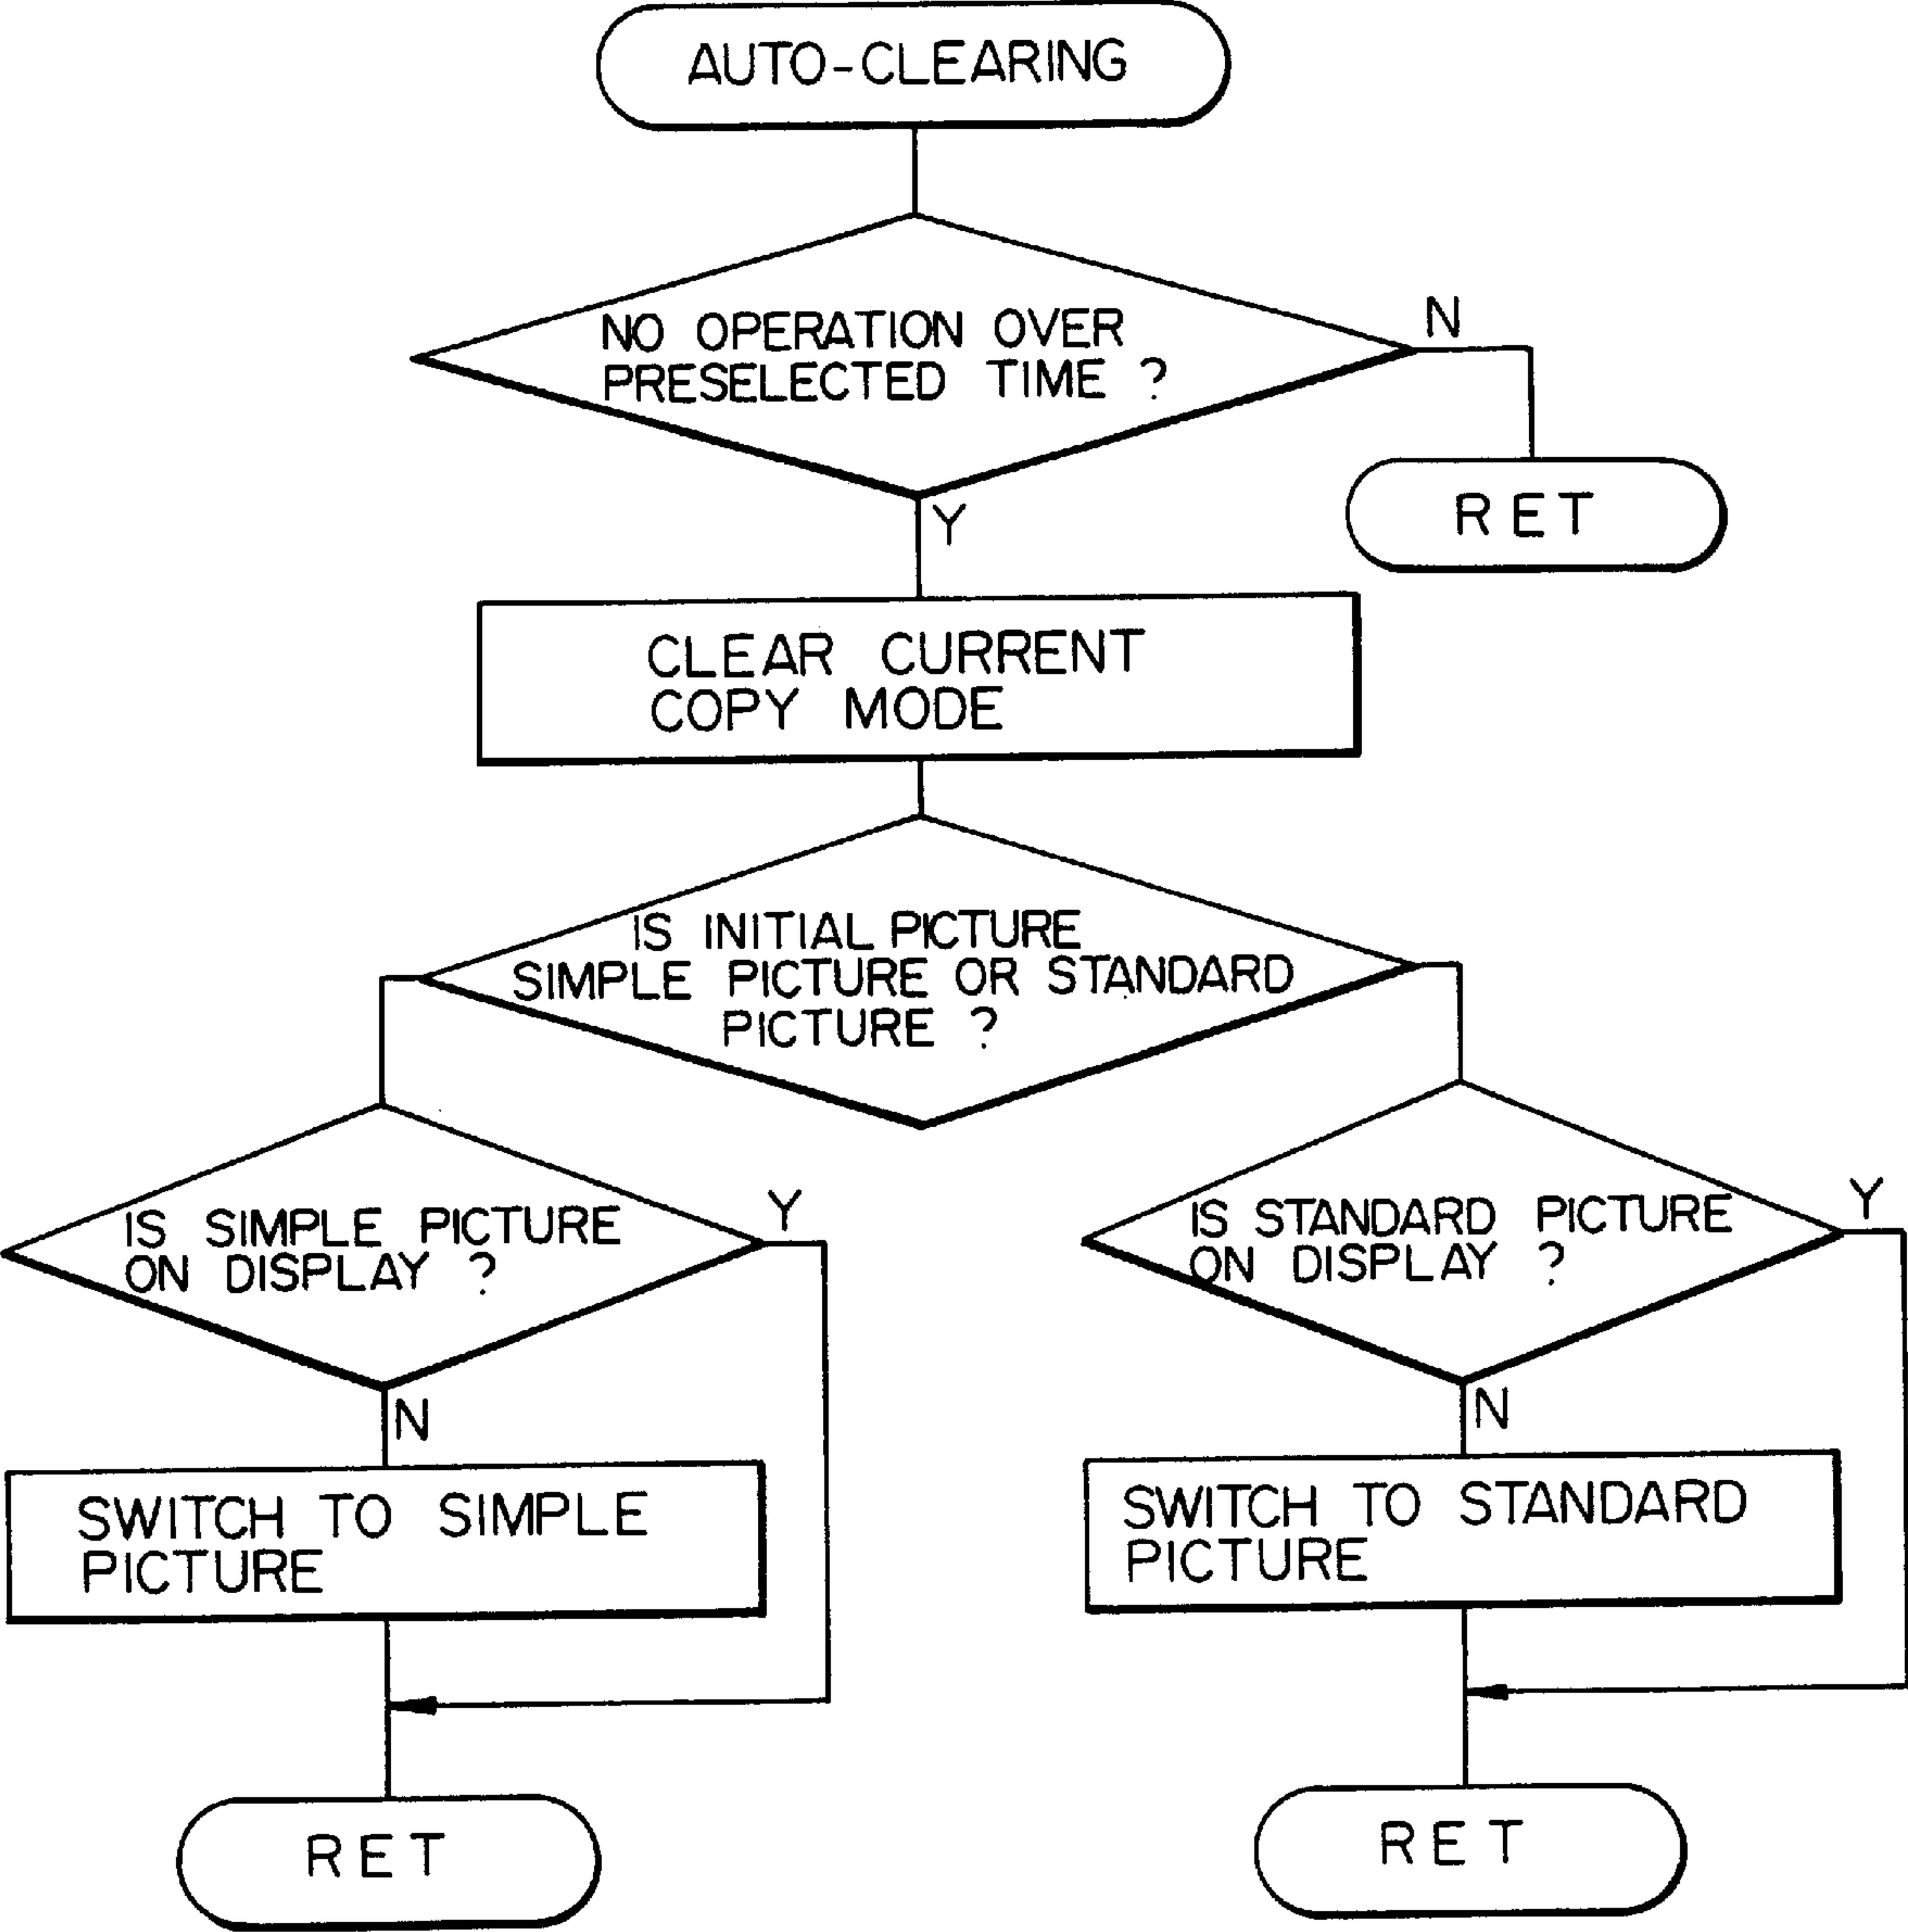 AUTO-CLEARING
NO OPERATION OVER
PRESELECTED TIME ?
N
RET
Y
CLEAR CURRENT
COPY MODE
IS INITIAL PICTURE
SIMPLE PICTURE OR STANDARD
PICTURE ?
IS SIMPLE PICTURE
ON DISPLAY ?
Y
N
SWITCH TO SIMPLE
PICTURE
RET
IS STANDARD PICTURE
ON DISPLAY ?
Y
N
SWITCH TO STANDARD
PICTURE
RET